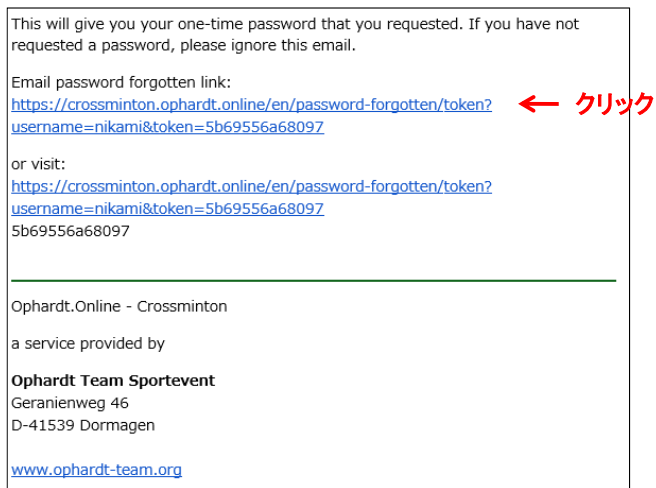 This will give you your one-time password that you requested. If you have not
requested a password, please ignore this email.
Email password forgotten link:
https://crossminton.ophardt.online/en/password-forgotten/token? ← クリック
username=nikami&token=5b69556a68097
or visit:
https://crossminton.ophardt.online/en/password-forgotten/token?
username=nikami&token=5b69556a68097
5b69556a68097
Ophardt.Online - Crossminton
a service provided by
Ophardt Team Sportevent
Geranienweg 46
D-41539 Dormagen
www.ophardt-team.org